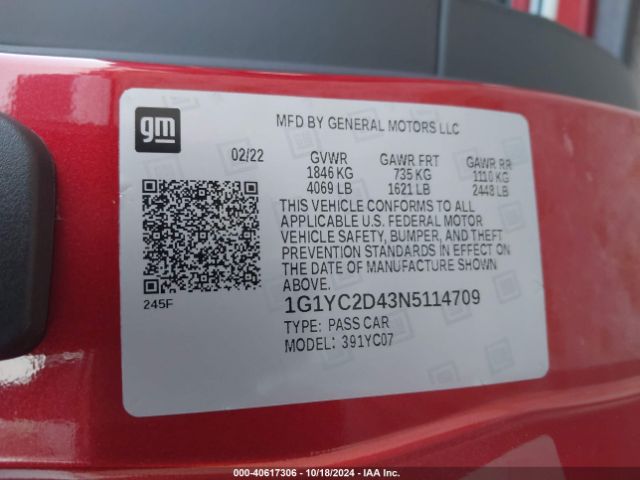 gm
MFD BY GENERAL MOTORS LLC
02/22 GVWR GAWR FRT GAWR RR
1846 KG 735 KG 1110 KG
4069 LB 1621 LB 2448 LB
THIS VEHICLE CONFORMS TO ALL
APPLICABLE U.S. FEDERAL MOTOR
VEHICLE SAFETY, BUMPER, AND THEFT
PREVENTION STANDARDS IN EFFECT ON
THE DATE OF MANUFACTURE SHOWN
ABOVE.
245F
1G1YC2D43N5114709
TYPE: PASS CAR
MODEL: 391YC07
000-40617306 - 10/18/2024 - IAA Inc.